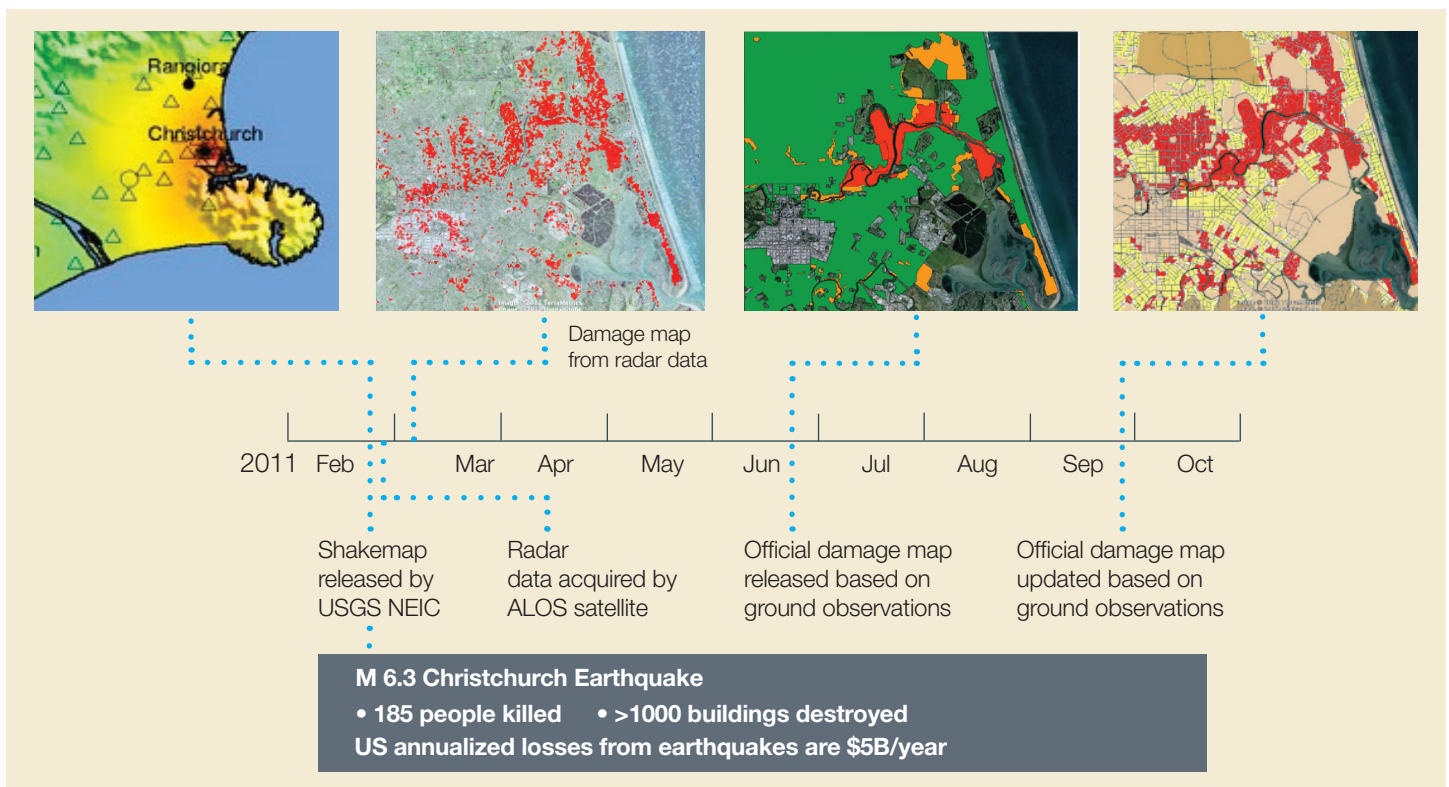 Rangiora
Christchurch
Damage map
from radar data
2011 Feb Mar Apr May Jun Jul Aug Sep Oct
Shakemap
released by
USGS NEIC
Radar
data acquired by
ALOS satellite
Official damage map
released based on
ground observations
Official damage map
updated based on
ground observations
M 6.3 Christchurch Earthquake
• 185 people killed • >1000 buildings destroyed
US annualized losses from earthquakes are $5B/year